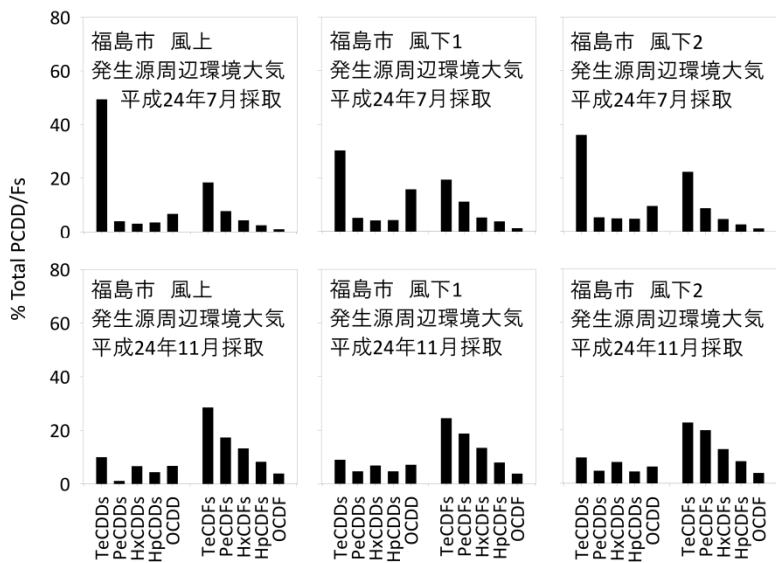 % Total PCDD/Fs
80
60
40
20
0
福島市 風上
発生源周辺環境大気
平成24年7月採取
福島市 風下1
発生源周辺環境大気
平成24年7月採取
福島市 風下2
発生源周辺環境大気
平成24年7月採取
80
60
40
20
0
福島市 風上
発生源周辺環境大気
平成24年11月採取
福島市 風下1
発生源周辺環境大気
平成24年11月採取
福島市 風下2
発生源周辺環境大気
平成24年11月採取
TeCDDs
PeCDDs
HxCDDs
HpCDDs
OCDD
TeCDFs
PeCDFs
HxCDFs
HpCDFs
OCDF
TeCDDs
PeCDDs
HxCDDs
HpCDDs
OCDD
TeCDFs
PeCDFs
HxCDFs
HpCDFs
OCDF
TeCDDs
PeCDDs
HxCDDs
HpCDDs
OCDD
TeCDFs
PeCDFs
HxCDFs
HpCDFs
OCDF